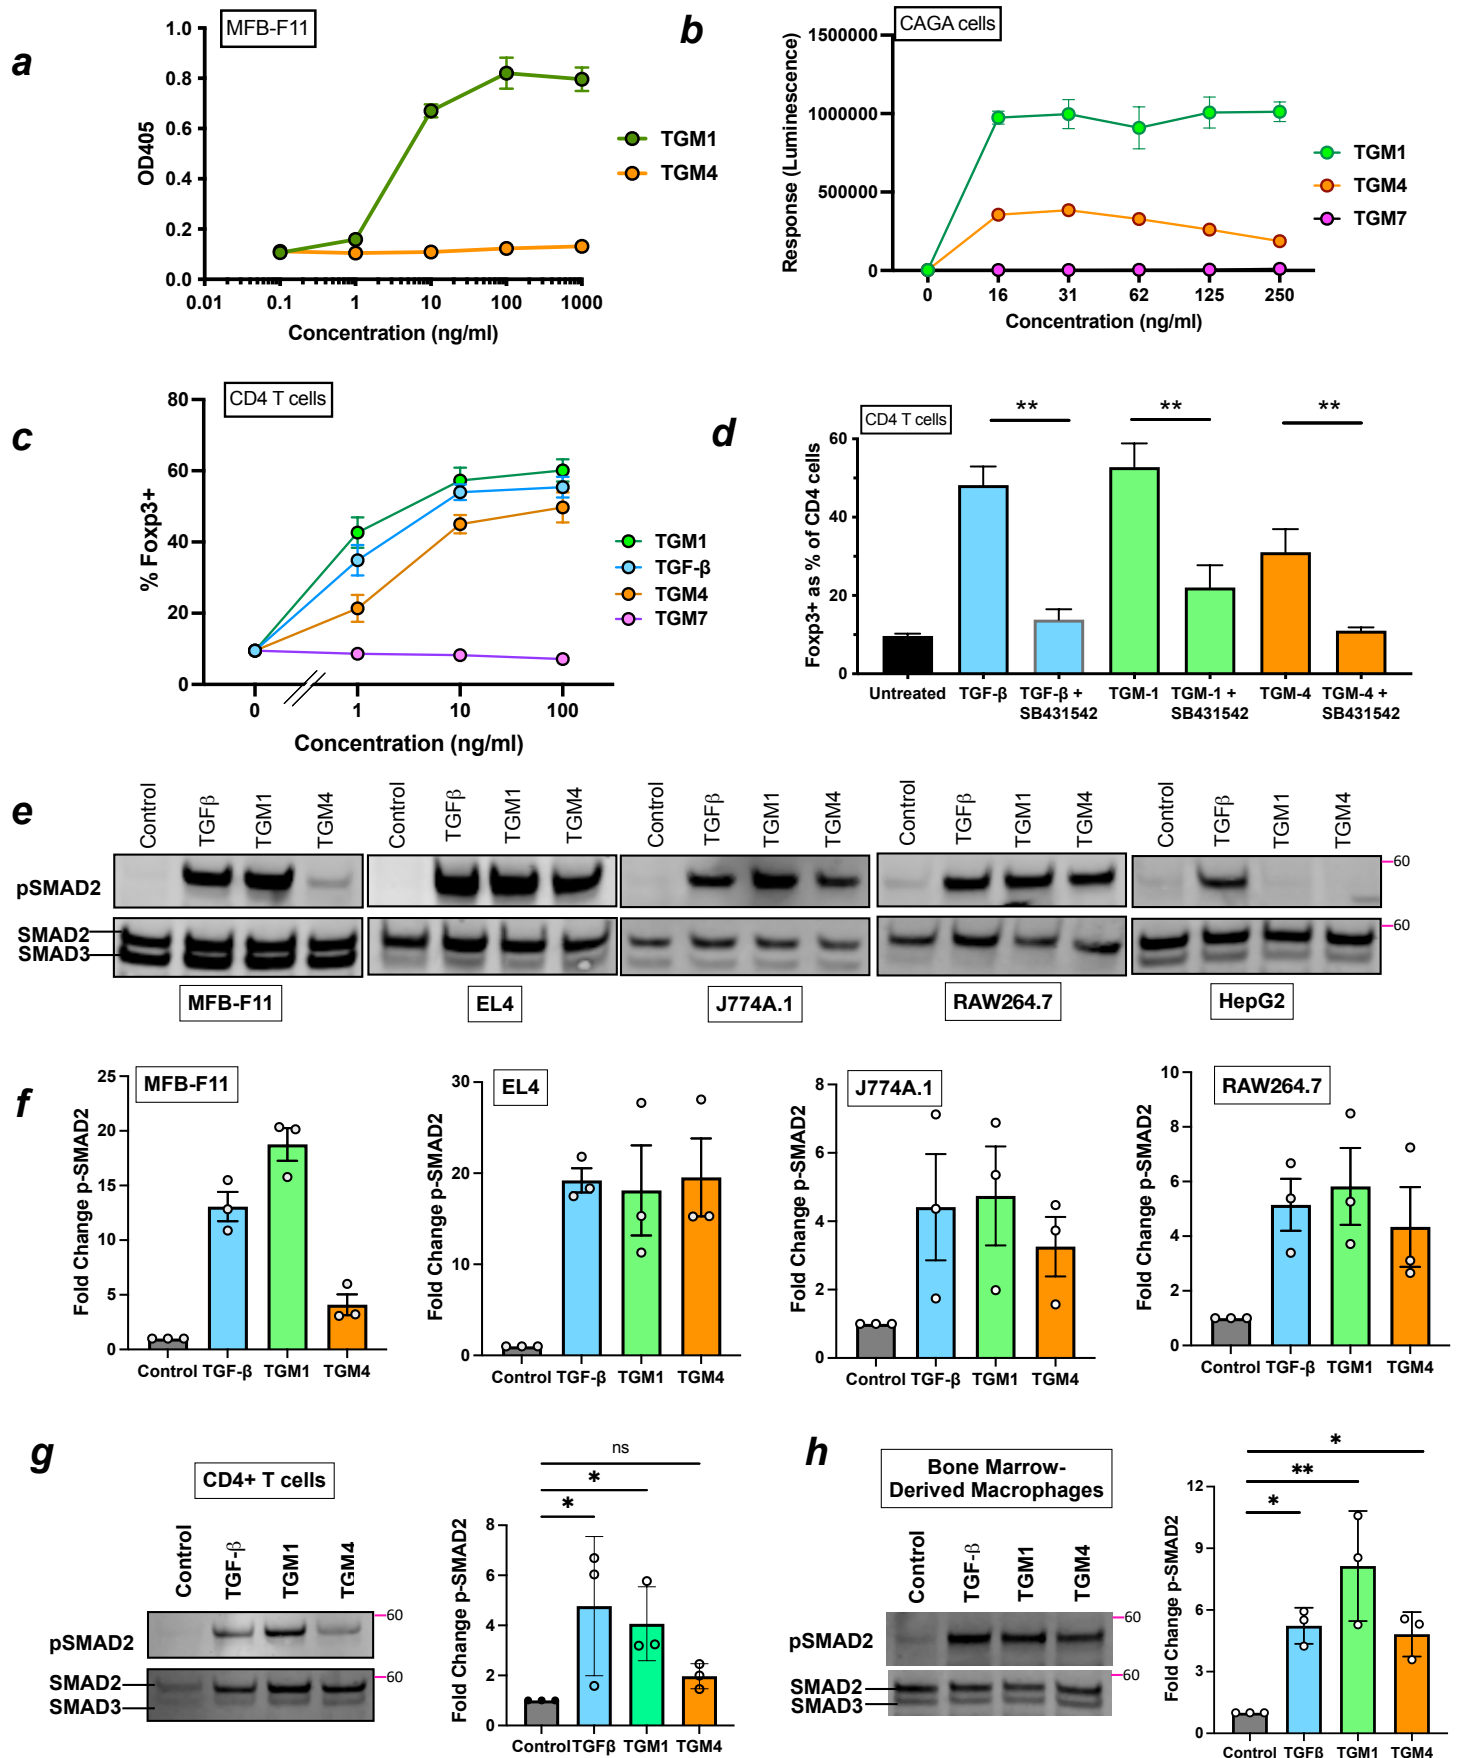 a
MFB-F11
1.0
0.8
0.6
0.4
0.2
0.0
OD405
0.01
0.1
1
10
100
1000
Concentration (ng/ml)
TGM1
TGM4
b
CAGA cells
1500000
1000000
500000
0
Response (Luminescence)
0
16
31
62
125
250
Concentration (ng/ml)
TGM1
TGM4
TGM7
c
CD4 T cells
80
60
40
20
0
% Foxp3+
0
1
10
100
Concentration (ng/ml)
TGM1
TGF-β
TGM4
TGM7
d
CD4 T cells
** ** **
60
40
20
0
Foxp3+ as % of CD4 cells
Untreated
TGF-β
TGF-β +
SB431542
TGM-1
TGM-1 +
SB431542
TGM-4
TGM-4 +
SB431542
e
Control TGFβ TGM1 TGM4
Control TGFβ TGM1 TGM4
Control TGFβ TGM1 TGM4
Control TGFβ TGM1 TGM4
Control TGFβ TGM1 TGM4
pSMAD2
60
SMAD2
SMAD3
60
MFB-F11
EL4
J774A.1
RAW264.7
HepG2
f
MFB-F11
25
20
15
10
5
0
Fold Change p-SMAD2
Control TGF-β TGM1 TGM4
EL4
30
20
10
0
Fold Change p-SMAD2
Control TGF-β TGM1 TGM4
J774A.1
8
6
4
2
0
Fold Change p-SMAD2
Control TGF-β TGM1 TGM4
RAW264.7
10
8
6
4
2
0
Fold Change p-SMAD2
Control TGF-β TGM1 TGM4
g
CD4+ T cells
Control TGF-β TGM1 TGM4
pSMAD2
60
SMAD2
SMAD3
60
ns
*
*
8
6
4
2
0
Fold Change p-SMAD2
Control TGFβ TGM1 TGM4
h
Bone Marrow-
Derived Macrophages
Control TGF-β TGM1 TGM4
pSMAD2
60
SMAD2
SMAD3
60
*
**
*
12
9
6
3
0
Fold Change p-SMAD2
Control TGFβ TGM1 TGM4